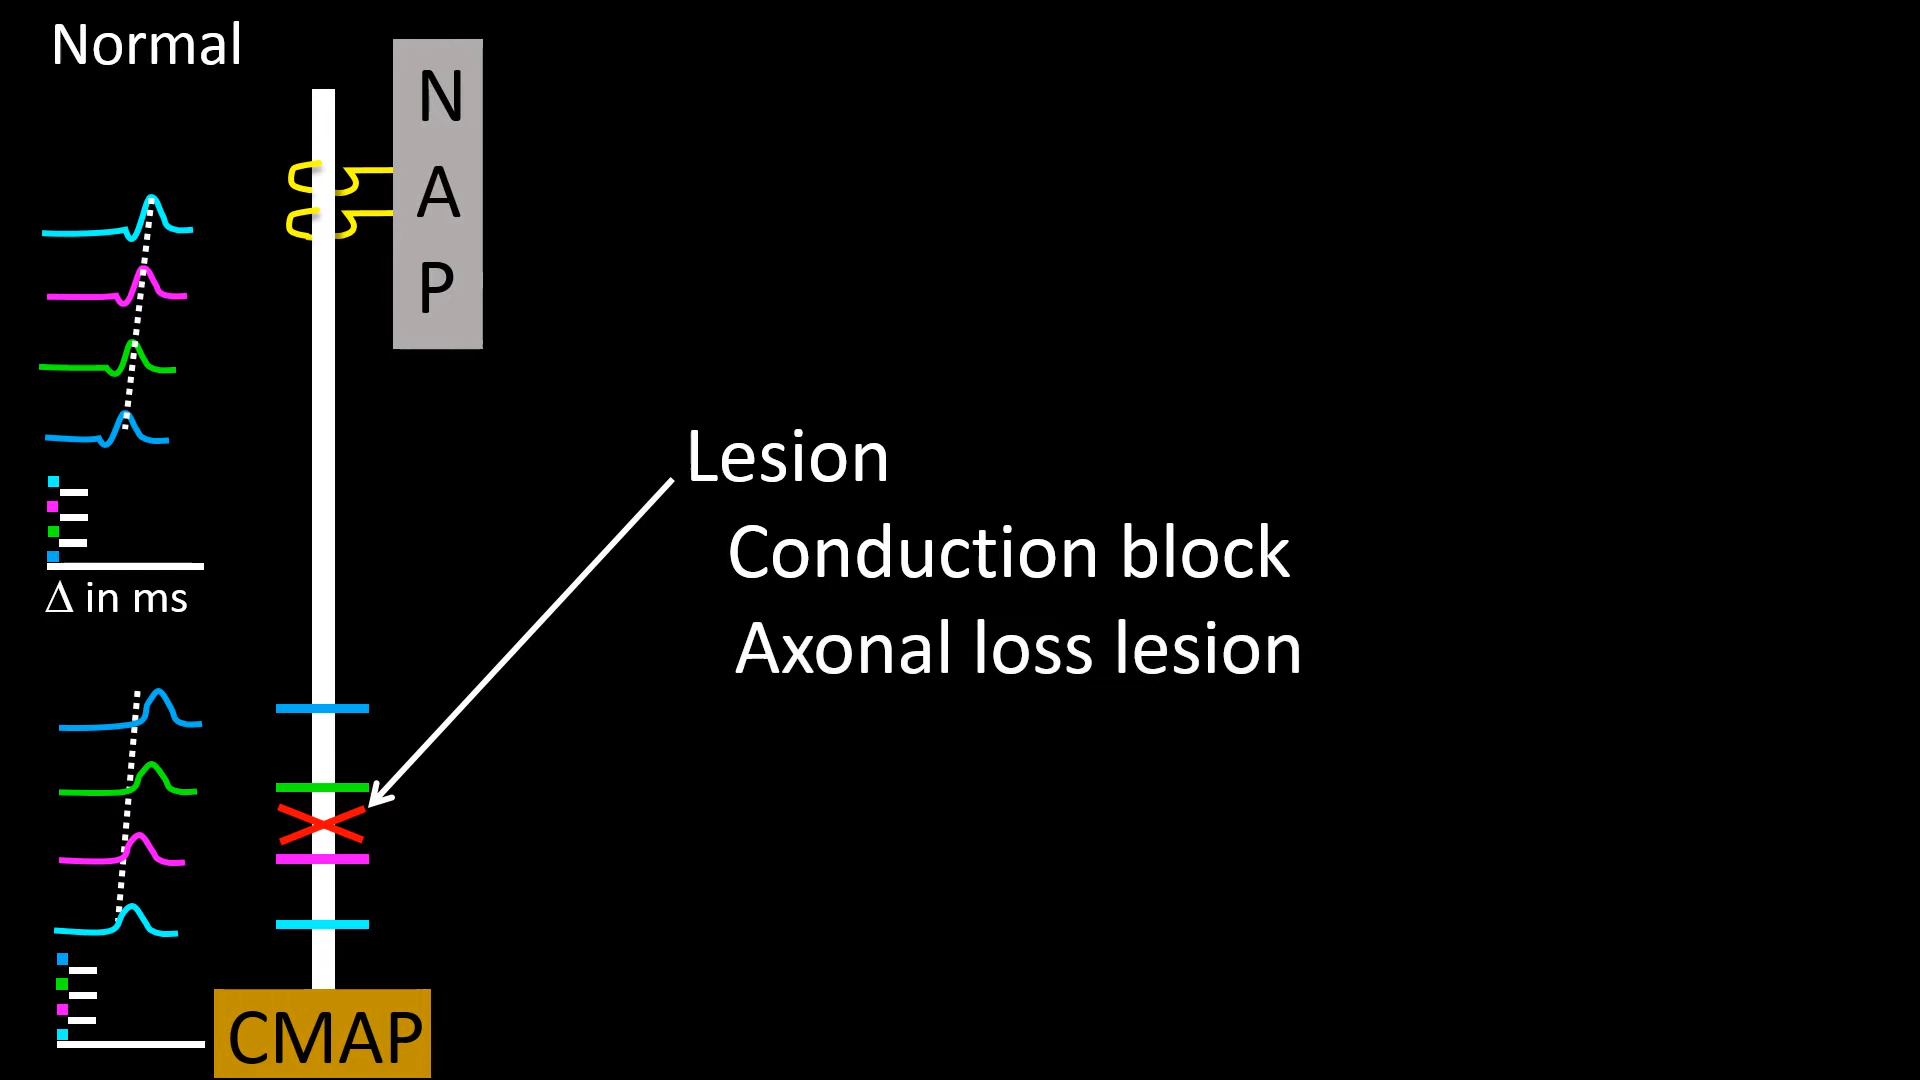 Normal
N
A
P
Lesion
Conduction block
Axonal loss lesion
Δ in ms
CMAP